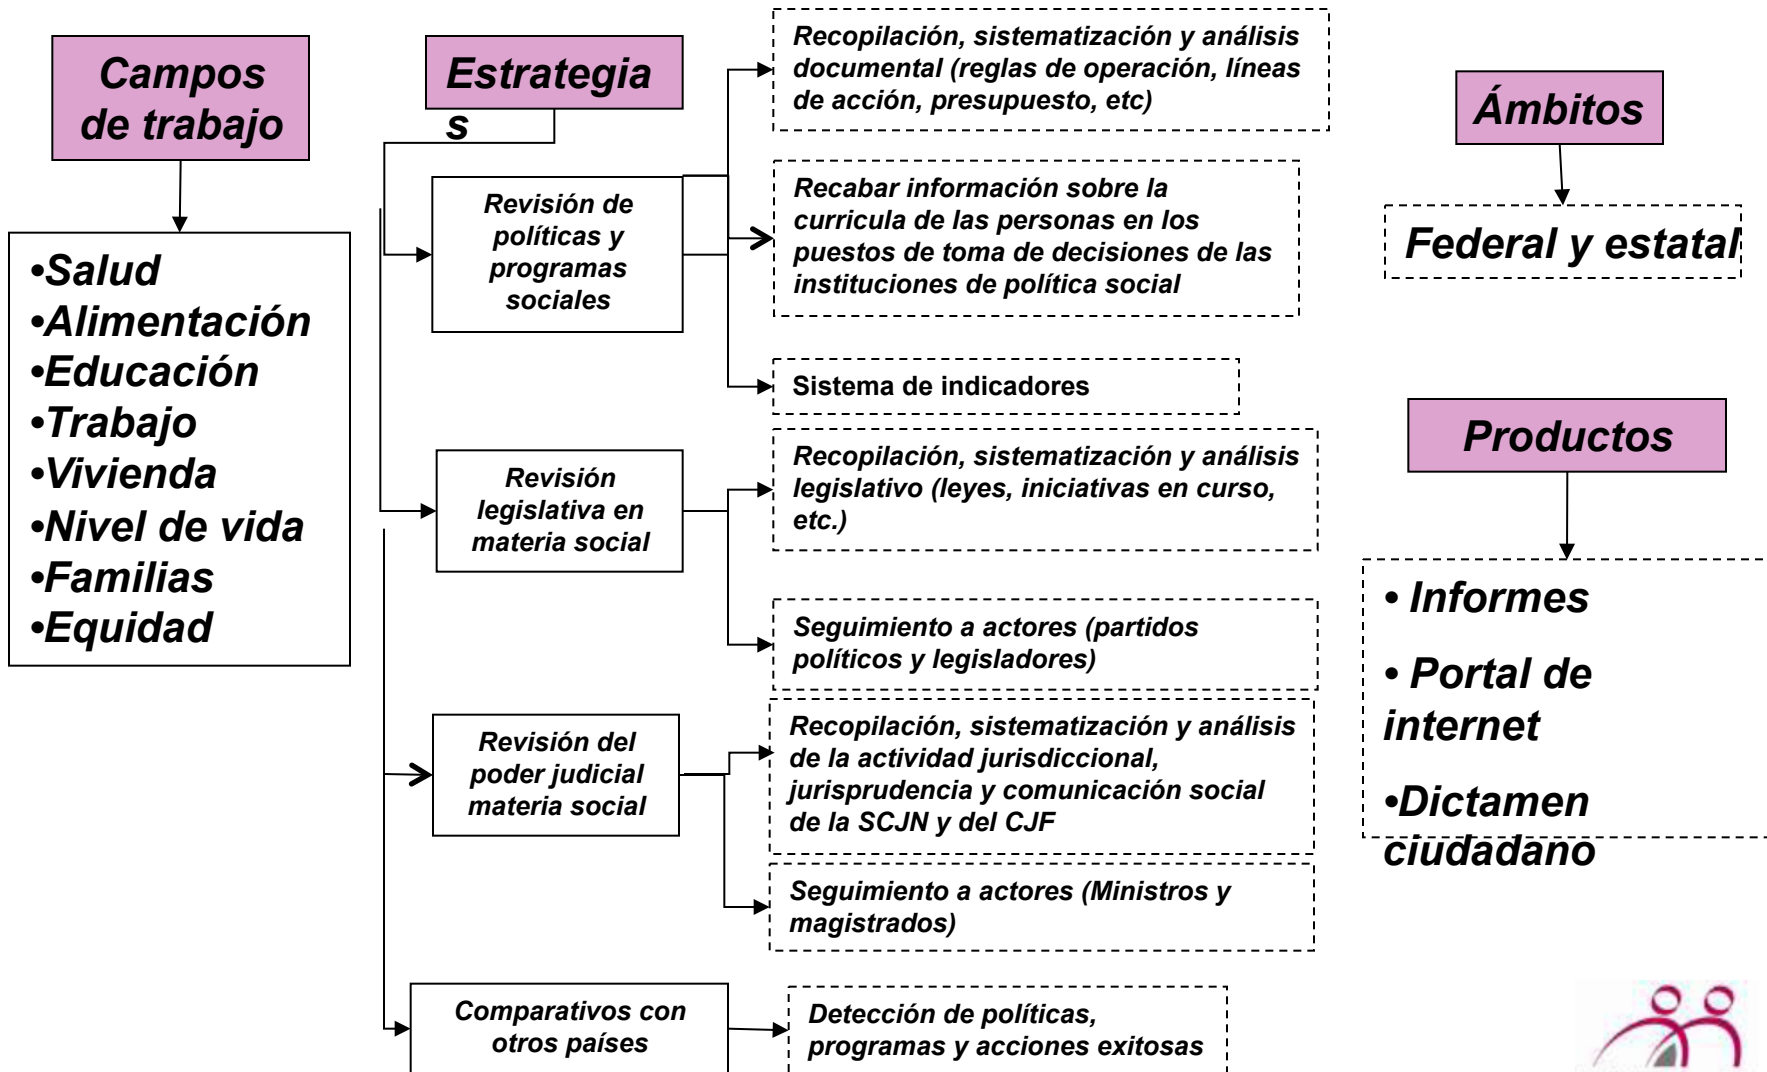 Campos
de trabajo
•Salud
•Alimentación
•Educación
•Trabajo
•Vivienda
•Nivel de vida
•Familias
•Equidad
Estrategia
s
Revisión de
políticas y
programas
sociales
Recopilación, sistematización y análisis
documental (reglas de operación, líneas
de acción, presupuesto, etc)
Recabar información sobre la
curricula de las personas en los
puestos de toma de decisiones de las
instituciones de política social
Sistema de indicadores
Revisión
legislativa en
materia social
Recopilación, sistematización y análisis
legislativo (leyes, iniciativas en curso,
etc.)
Seguimiento a actores (partidos
políticos y legisladores)
Revisión del
poder judicial
materia social
Recopilación, sistematización y análisis
de la actividad jurisdiccional,
jurisprudencia y comunicación social
de la SCJN y del CJF
Seguimiento a actores (Ministros y
magistrados)
Comparativos con
otros países
Detección de políticas,
programas y acciones exitosas
Ámbitos
Federal y estatal
Productos
• Informes
• Portal de
internet
•Dictamen
ciudadano